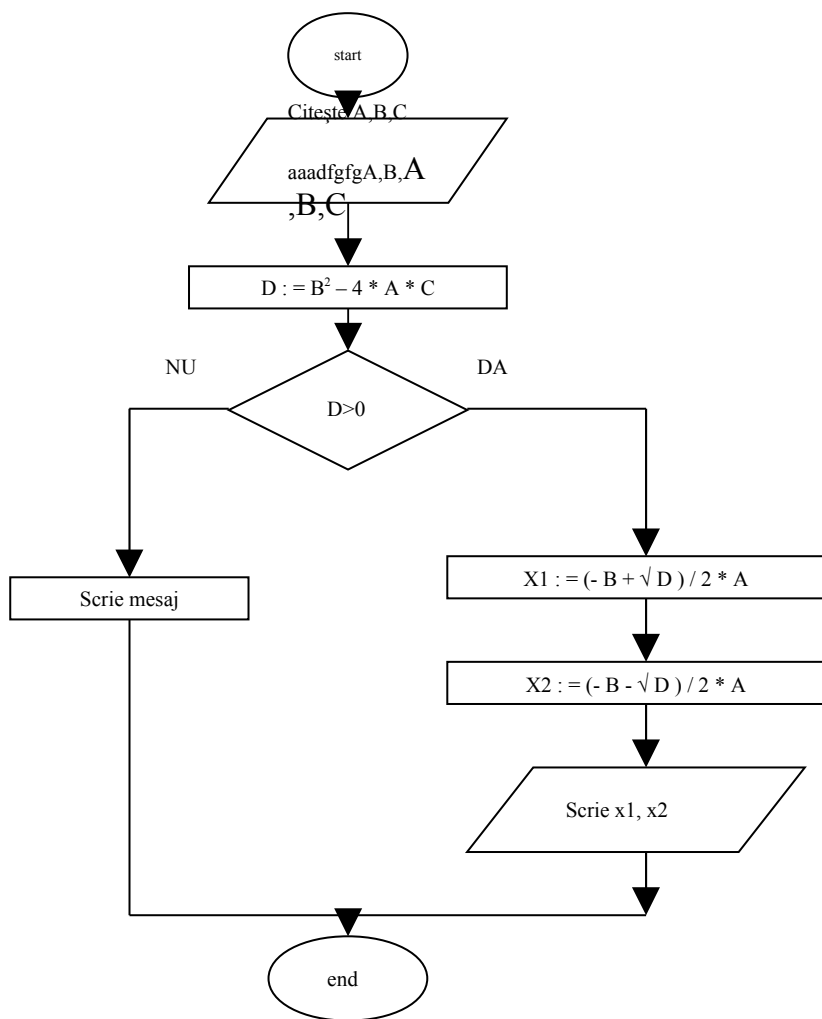 start
Citeşte A,B,C
aaadfgfgA,B,A
,B,C
D : = B² – 4 * A * C
NU
DA
D>0
X1 : = (- B + √ D ) / 2 * A
Scrie mesaj
X2 : = (- B - √ D ) / 2 * A
Scrie x1, x2
end